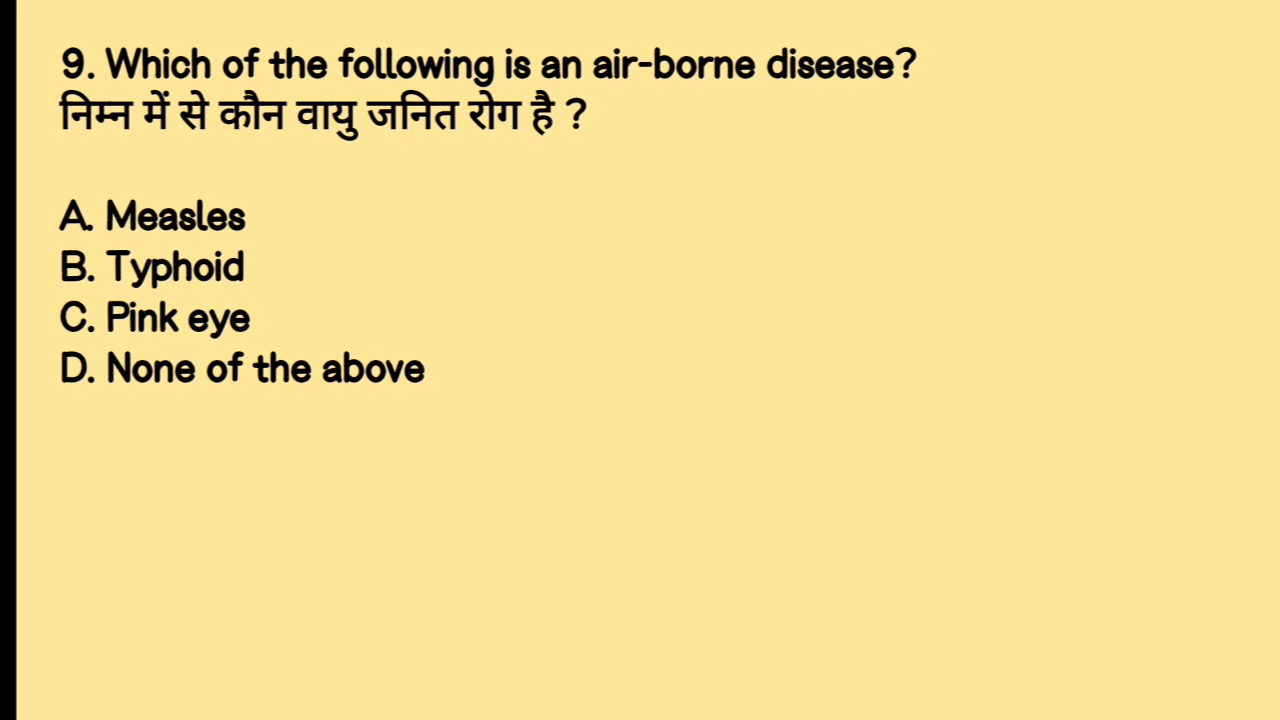 9. Which of the following is an air-borne disease?
निम्न में से कौन वायु जनित रोग है ?
A. Measles
B. Typhoid
C. Pink eye
D. None of the above